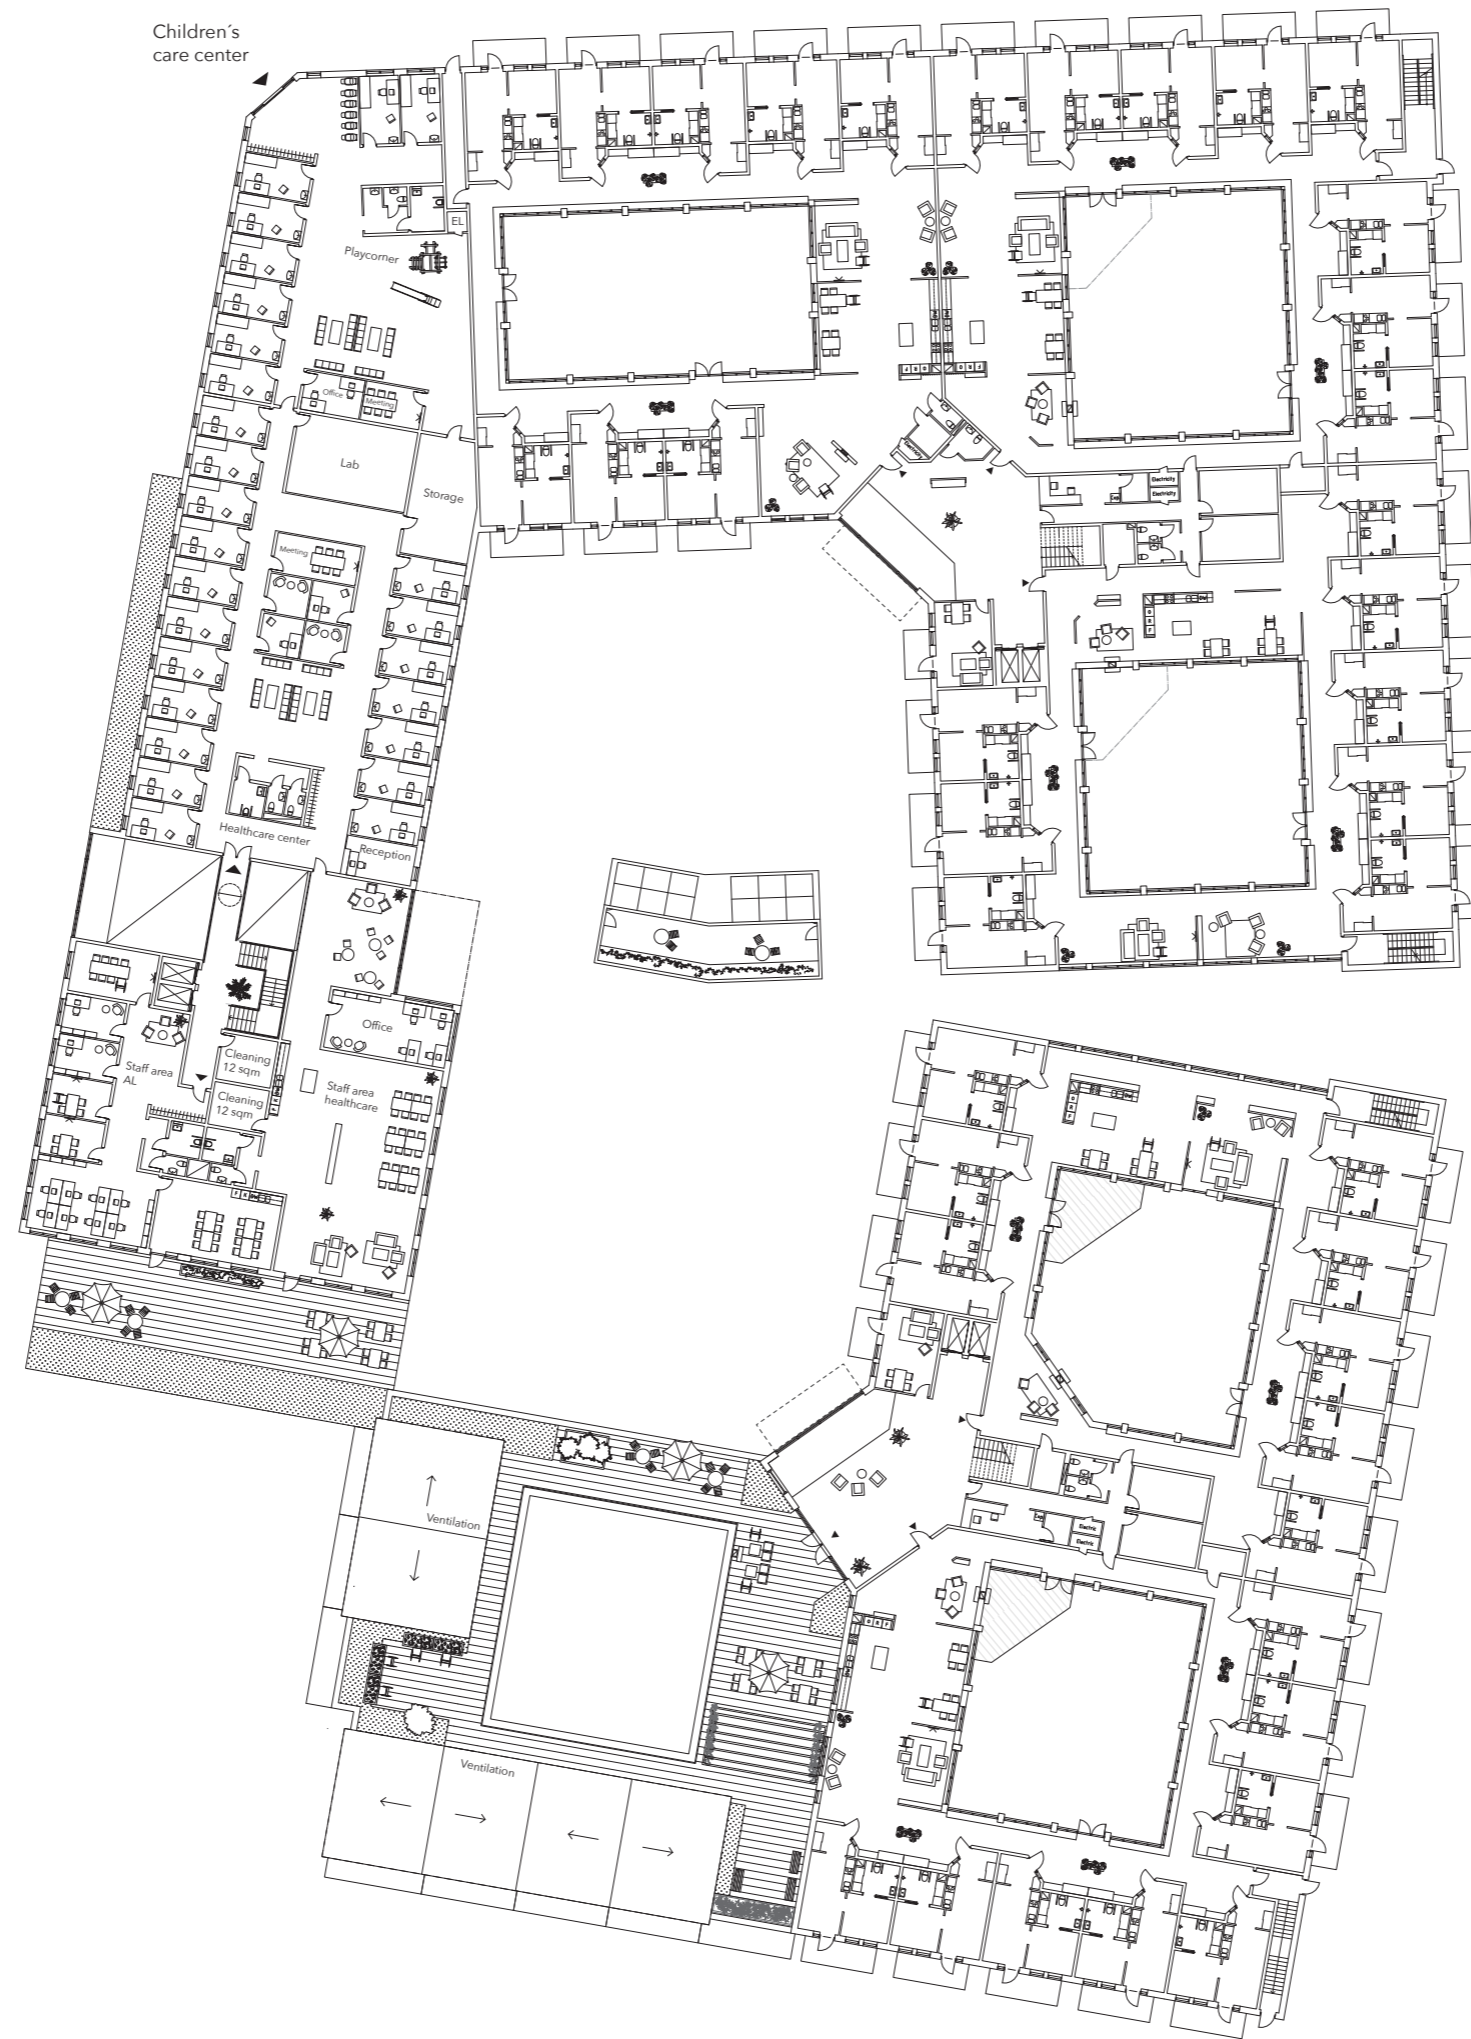 Children´s
care center
EL
Playcorner
Office
Meeting
Lab
Storage
Electricity
Electricity
Meeting
Healthcare center
Reception
Office
Cleaning
12 sqm
Staff area
AL
Staff area
healthcare
Cleaning
12 sqm
Ventilation
Electric
Electric
Ventilation